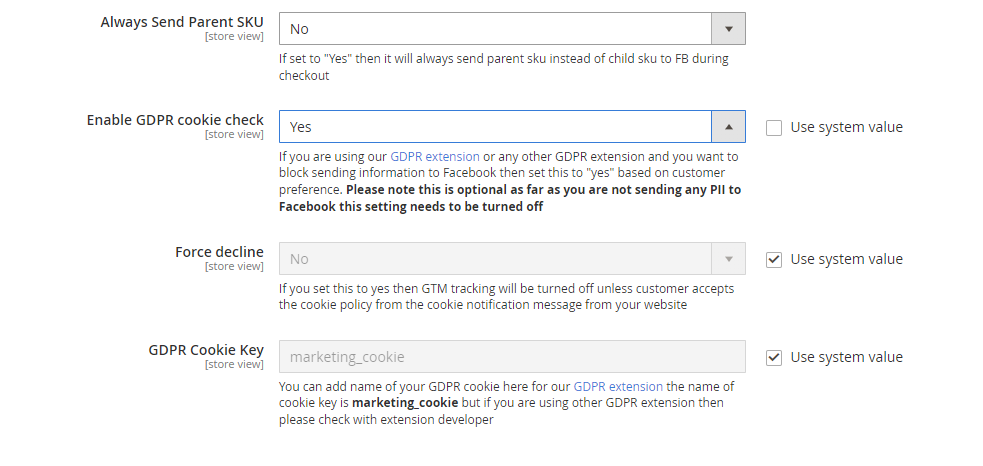 Always Send Parent SKU
[store view]
No
If set to "Yes" then it will always send parent sku instead of child sku to FB during
checkout
Enable GDPR cookie check
[store view]
Yes
Use system value
If you are using our GDPR extension or any other GDPR extension and you want to
block sending information to Facebook then set this to "yes" based on customer
preference. Please note this is optional as far as you are not sending any PII to
Facebook this setting needs to be turned off
Force decline
[store view]
No
Use system value
If you set this to yes then GTM tracking will be turned off unless customer accepts
the cookie policy from the cookie notification message from your website
GDPR Cookie Key
[store view]
marketing_cookie
Use system value
You can add name of your GDPR cookie here for our GDPR extension the name of
cookie key is marketing_cookie but if you are using other GDPR extension then
please check with extension developer